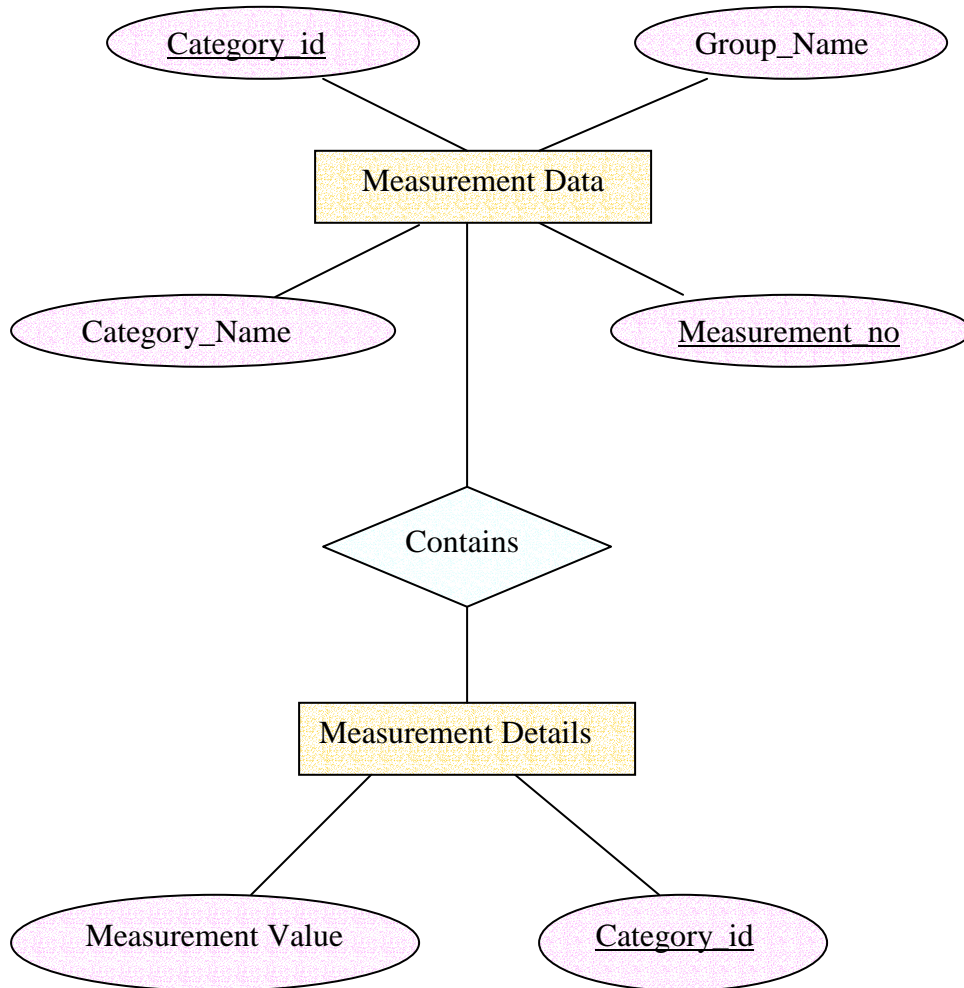 Category_id
Group_Name
Measurement Data
Category_Name
Measurement_no
Contains
Measurement Details
Measurement Value
Category_id